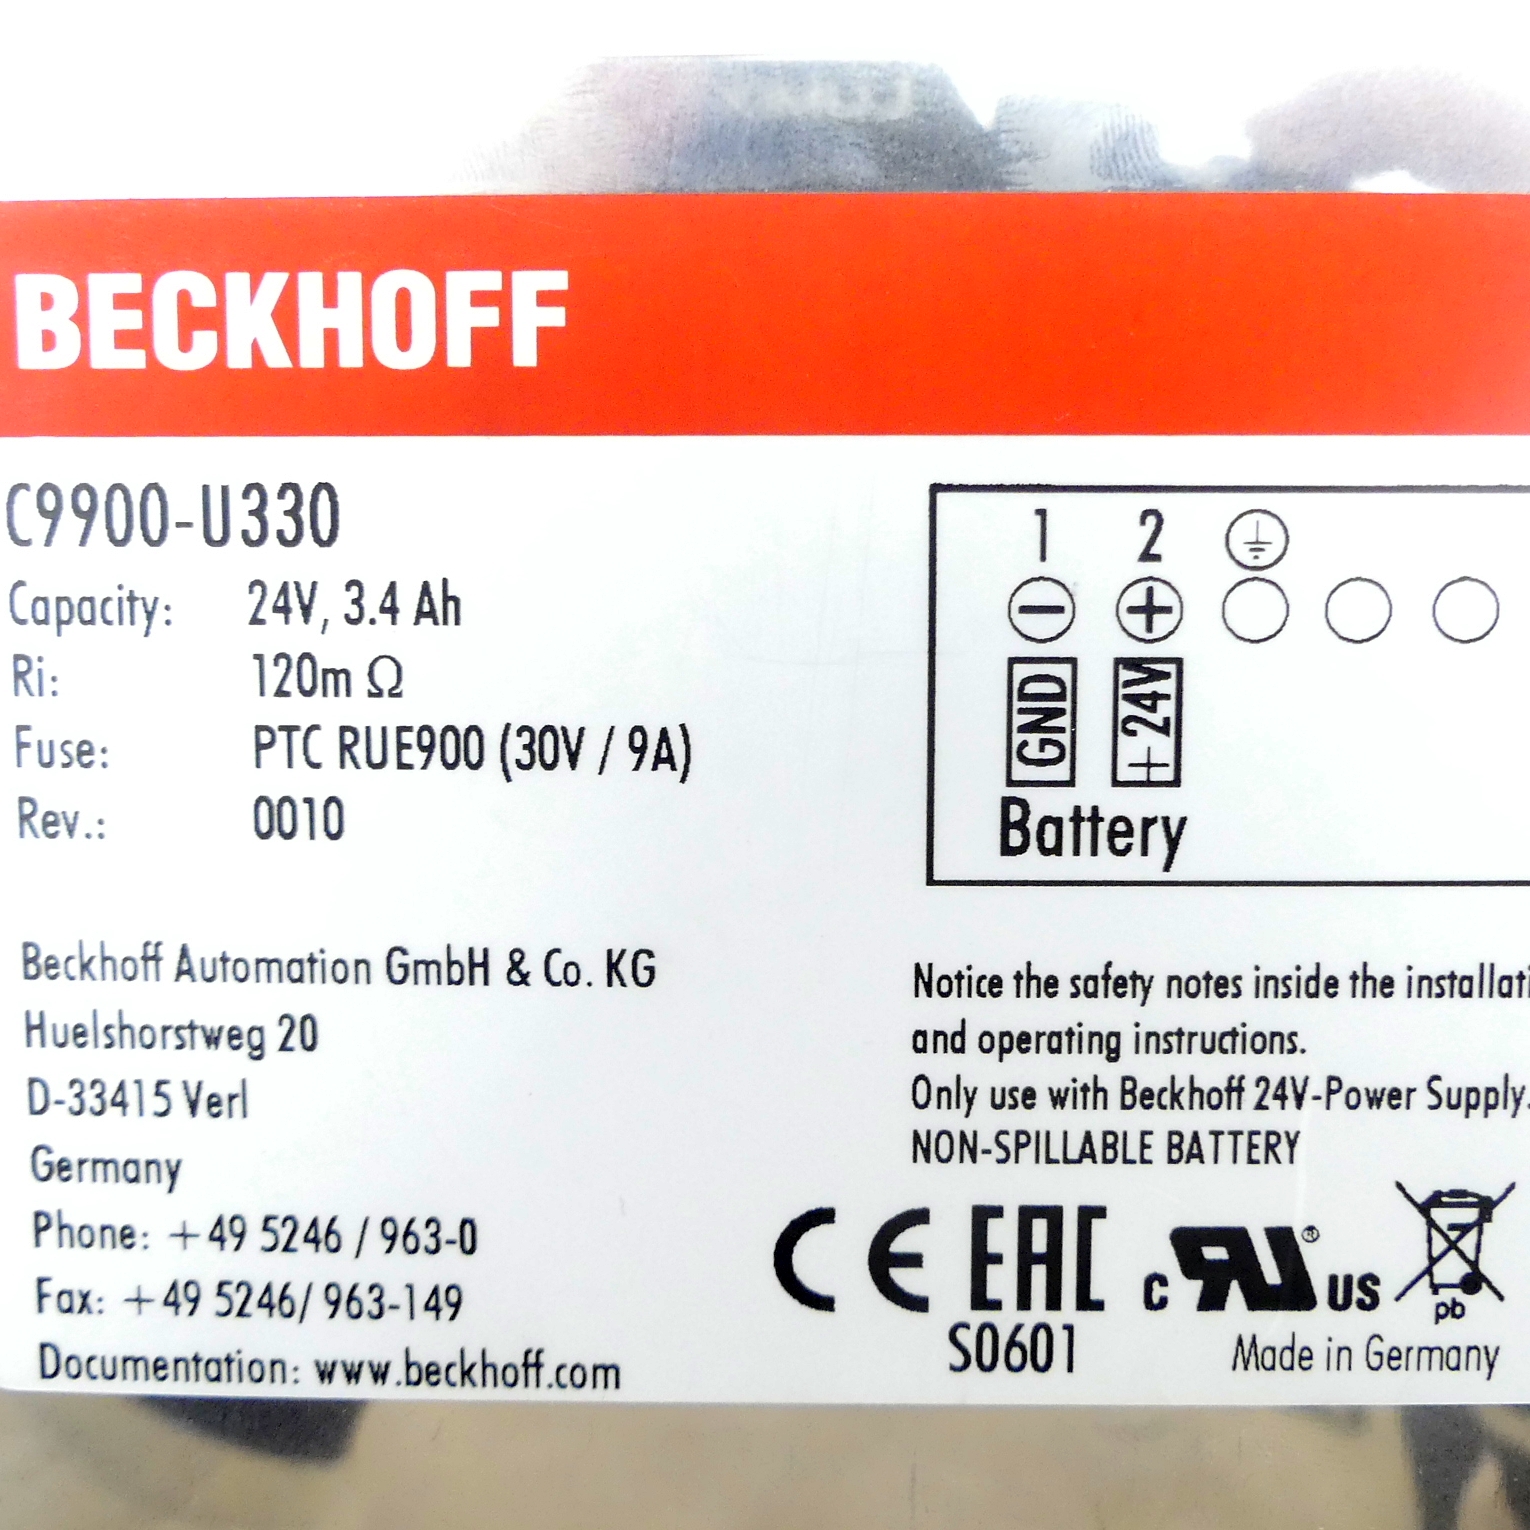 BECKHOFF
C9900-U330
Capacity: 24V, 3.4 Ah
Ri: 120m Ω
Fuse: PTC RUE900 (30V / 9A)
Rev.: 0010
1 2
GND +24V
Battery
Beckhoff Automation GmbH & Co. KG
Huelshorstweg 20
D-33415 Verl
Germany
Phone: +49 5246 / 963-0
Fax: +49 5246/ 963-149
Documentation: www.beckhoff.com
Notice the safety notes inside the installati
and operating instructions.
Only use with Beckhoff 24V-Power Supply.
NON-SPILLABLE BATTERY
CE EAC c RU ® US
pb
S0601
Made in Germany